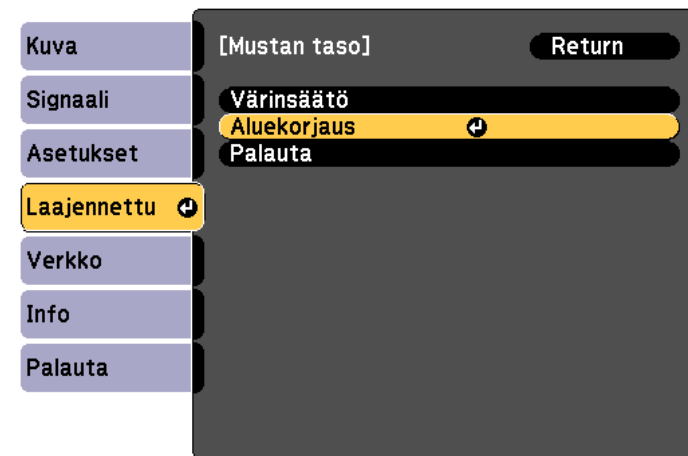 Kuva
Signaali
Asetukset
Laajennettu
Verkko
Info
Palauta
[Mustan taso] Return
Värinsäätö
Aluekorjaus
Palauta